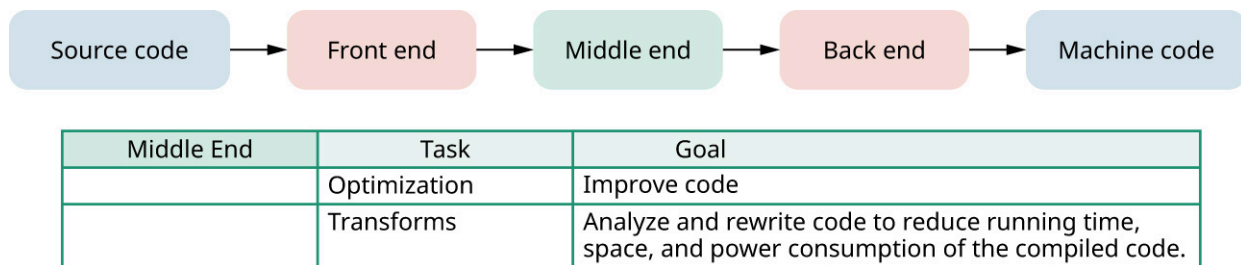 Source code
Front end
Middle end
Back end
Machine code
Middle End Task Goal
Optimization Improve code
Transforms Analyze and rewrite code to reduce running time,
space, and power consumption of the compiled code.